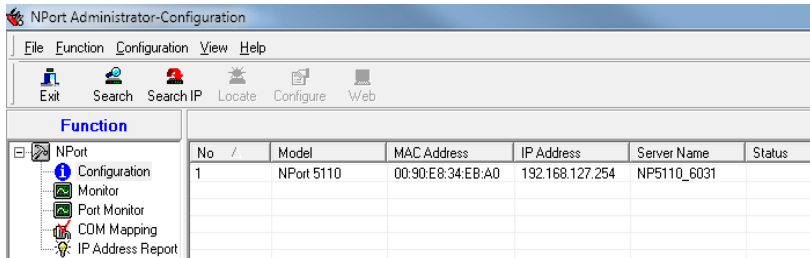 NPort Administrator-Configuration
File Function Configuration View Help
Exit Search Search IP Locate Configure Web
Function
NPort
Configuration
Monitor
Port Monitor
COM Mapping
IP Address Report
No Model MAC Address IP Address Server Name Status
1 NPort 5110 00:90:E8:34:EB:A0 192.168.127.254 NP5110_6031